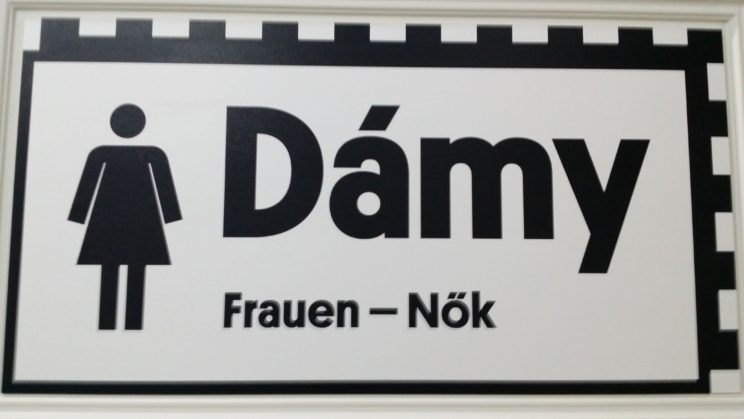 Dámy
Frauen – Nők